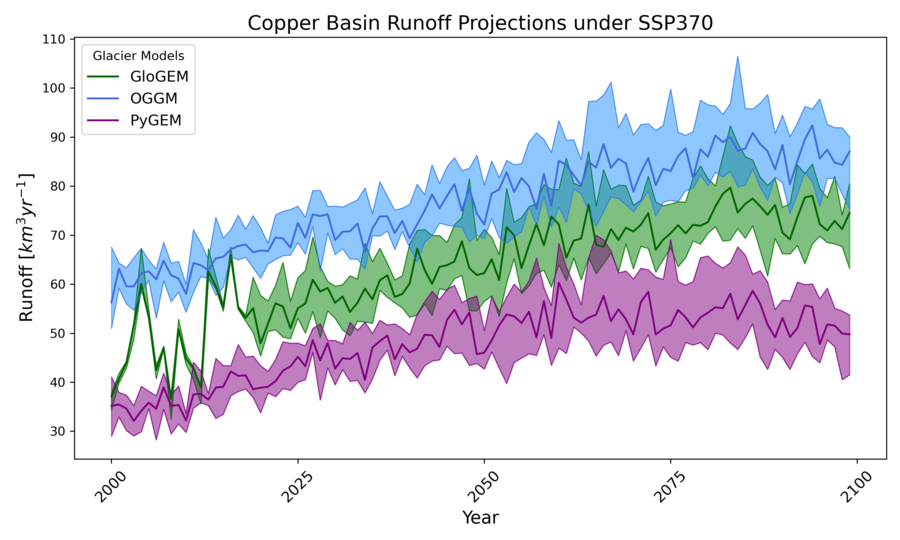 Copper Basin Runoff Projections under SSP370
Glacier Models
GloGEM
OGGM
PyGEM
Runoff [km³yr⁻¹]
110
100
90
80
70
60
50
40
30
2000
2025
2050
2075
2100
Year